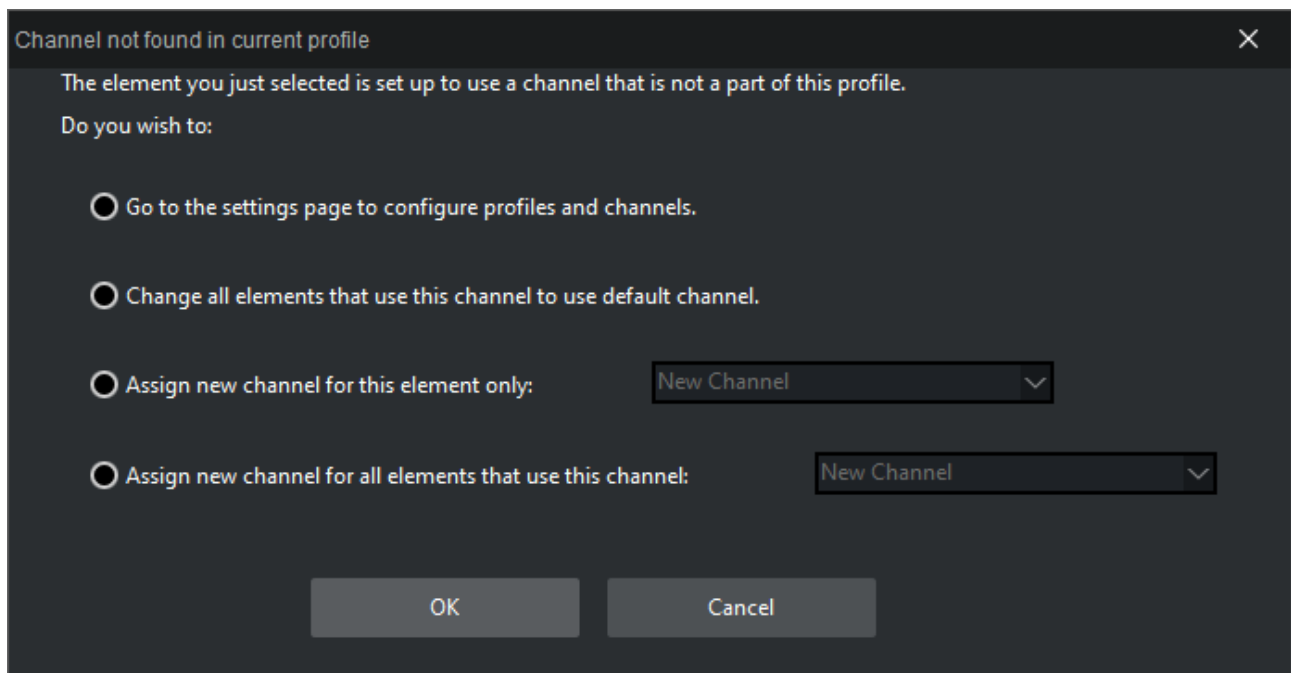 Channel not found in current profile
The element you just selected is set up to use a channel that is not a part of this profile.
Do you wish to:
Go to the settings page to configure profiles and channels.
Change all elements that use this channel to use default channel.
Assign new channel for this element only: New Channel
Assign new channel for all elements that use this channel: New Channel
OK Cancel